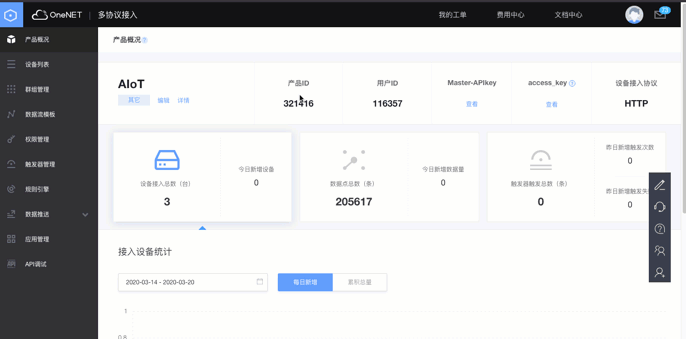 OneNET | 多协议接入
我的工单
费用中心
文档中心
23
产品概况
设备列表
群组管理
数据流模板
权限管理
触发器管理
规则引擎
数据推送
应用管理
API调试
产品概况
AIoT
其它 编辑 详情
产品ID
321416
用户ID
116357
Master-APIkey
查看
access_key
查看
设备接入协议
HTTP
设备接入总数（台）
3
今日新增设备
0
数据点总数（条）
205617
今日新增数据量
0
触发器触发总数（条）
0
昨日新增触发次数
0
昨日新增触发失
0
接入设备统计
2020-03-14 - 2020-03-20
每日新增
累积总量
1
0.8